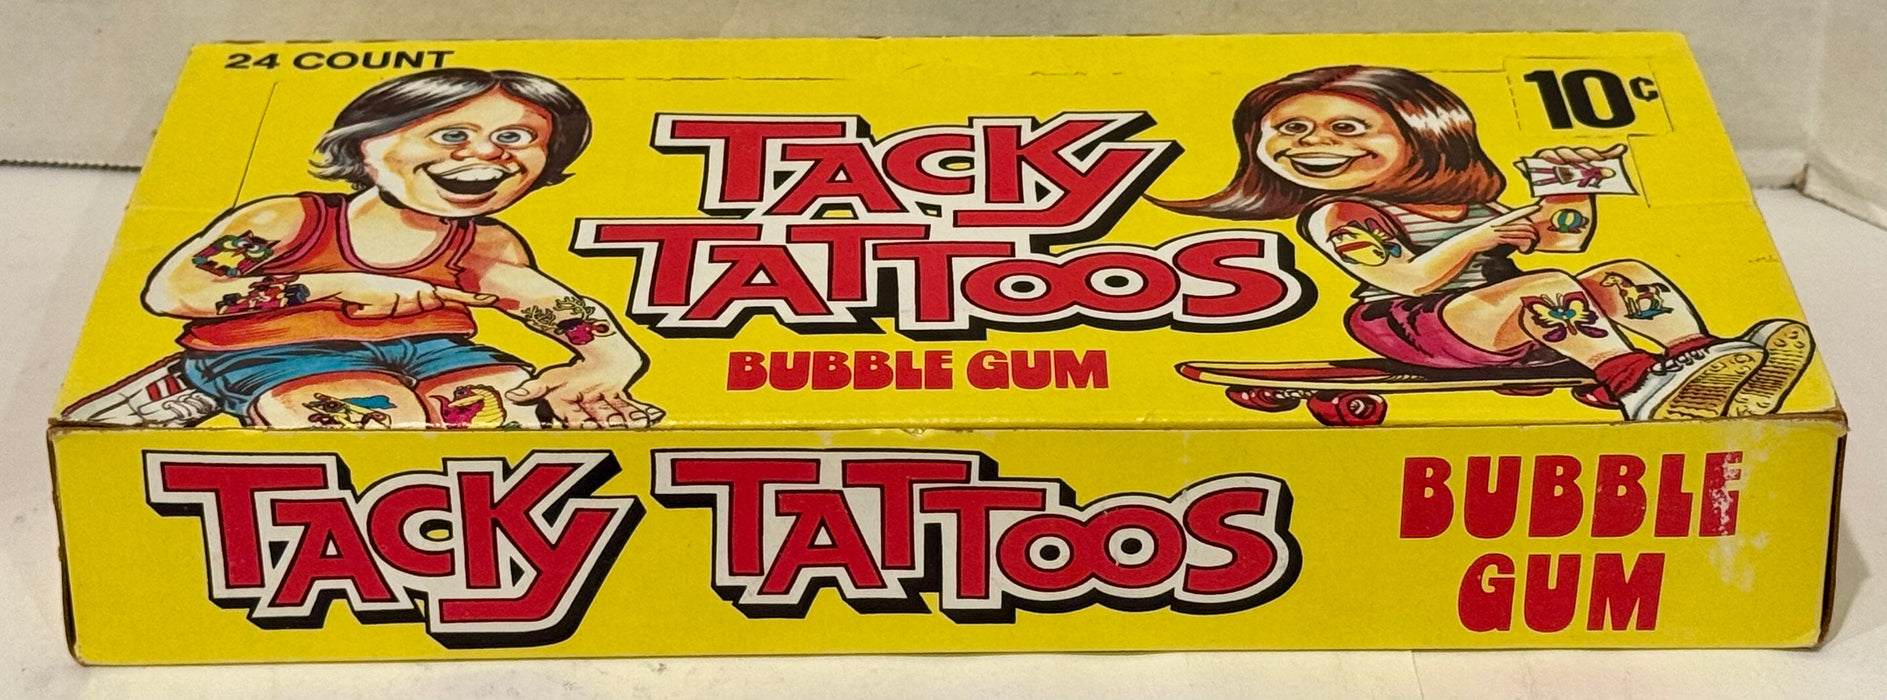 24 COUNT
10¢
TACKY
TATTOOS
BUBBLE GUM
TACKY TATTOOS
BUBBLE
GUM